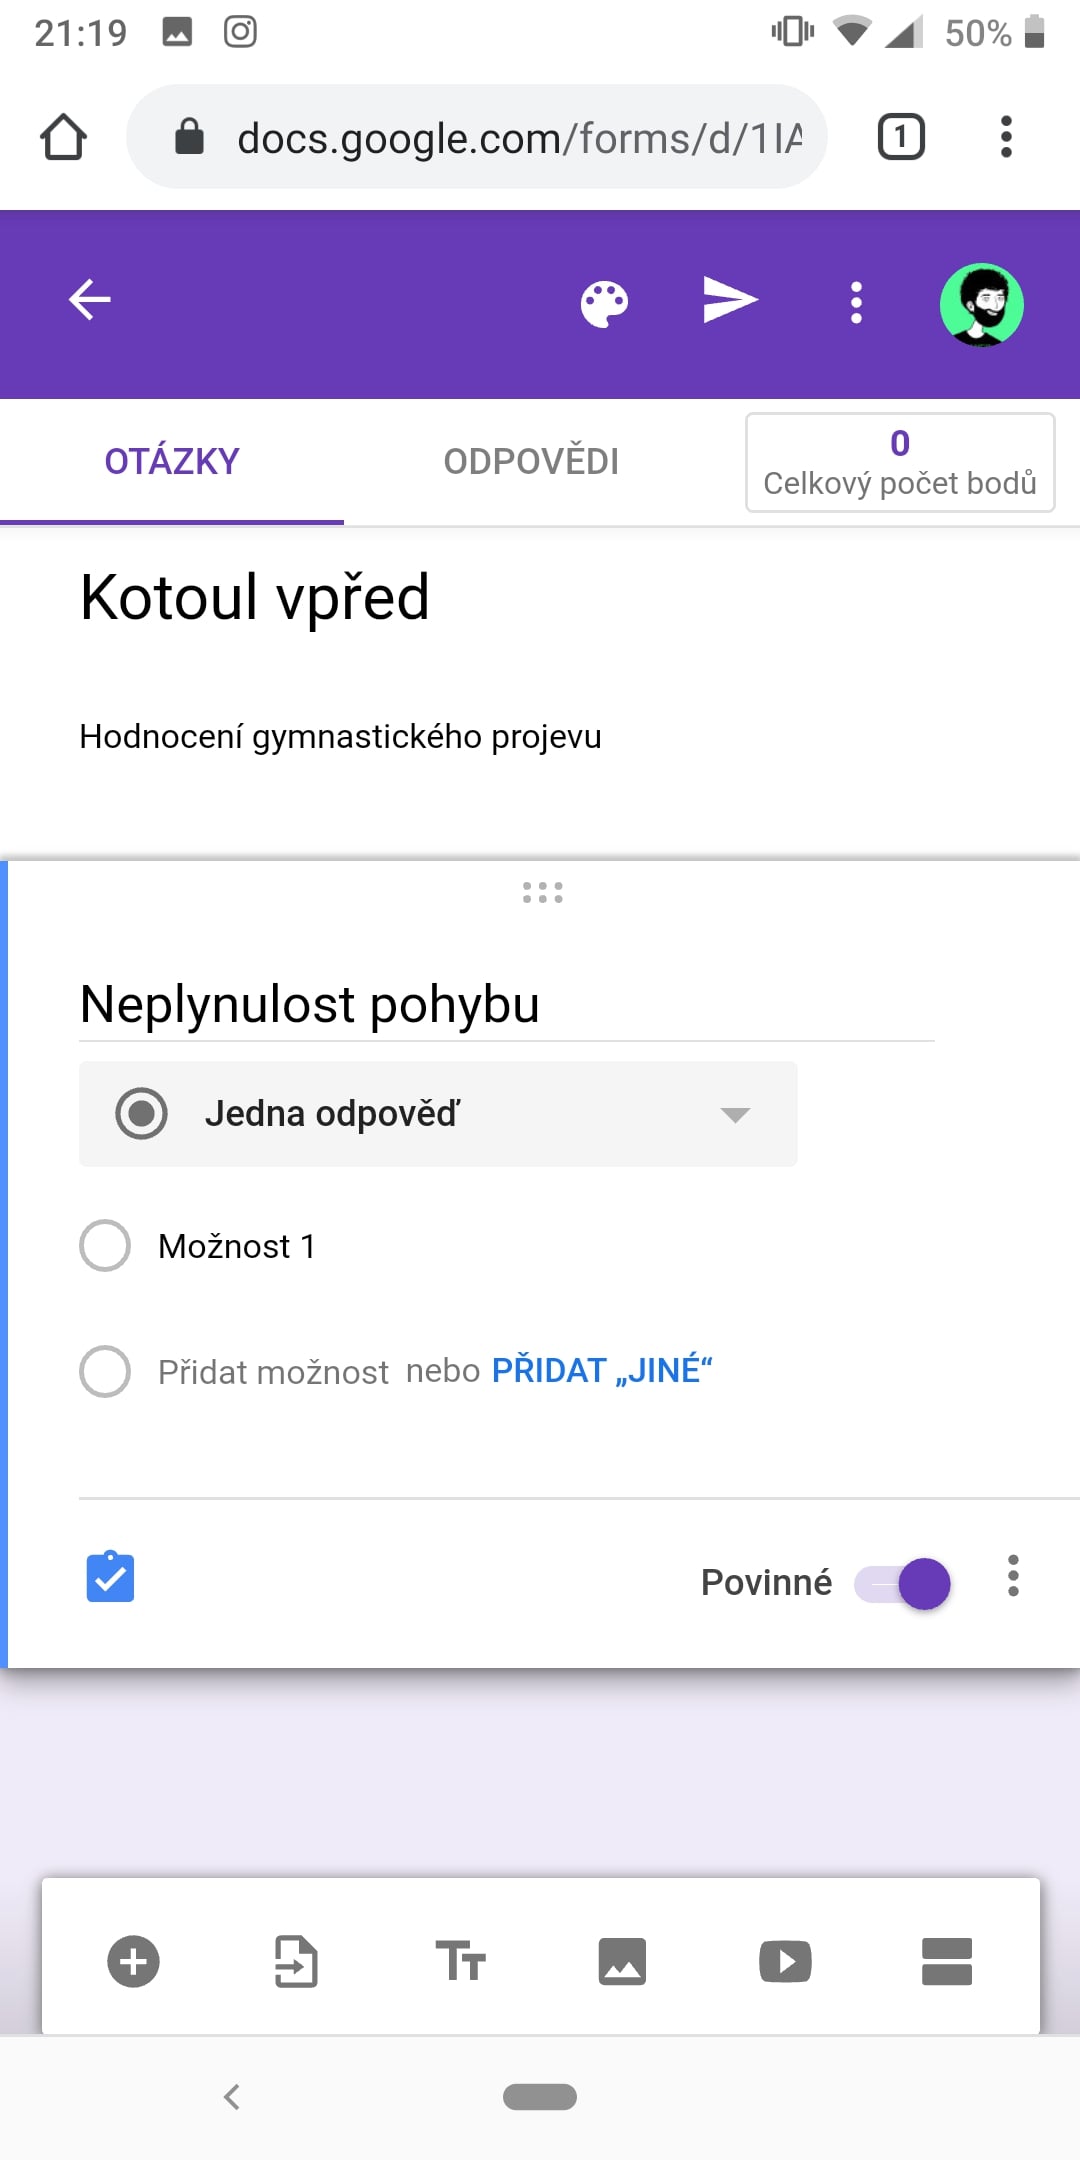 21:19 50%
docs.google.com/forms/d/1IA
1
OTÁZKY ODPOVĚDI 0
Celkový počet bodů
Kotoul vpřed
Hodnocení gymnastického projevu
Neplynulost pohybu
Jedna odpověď
Možnost 1
Přidat možnost nebo PŘIDAT „JINÉ“
Povinné